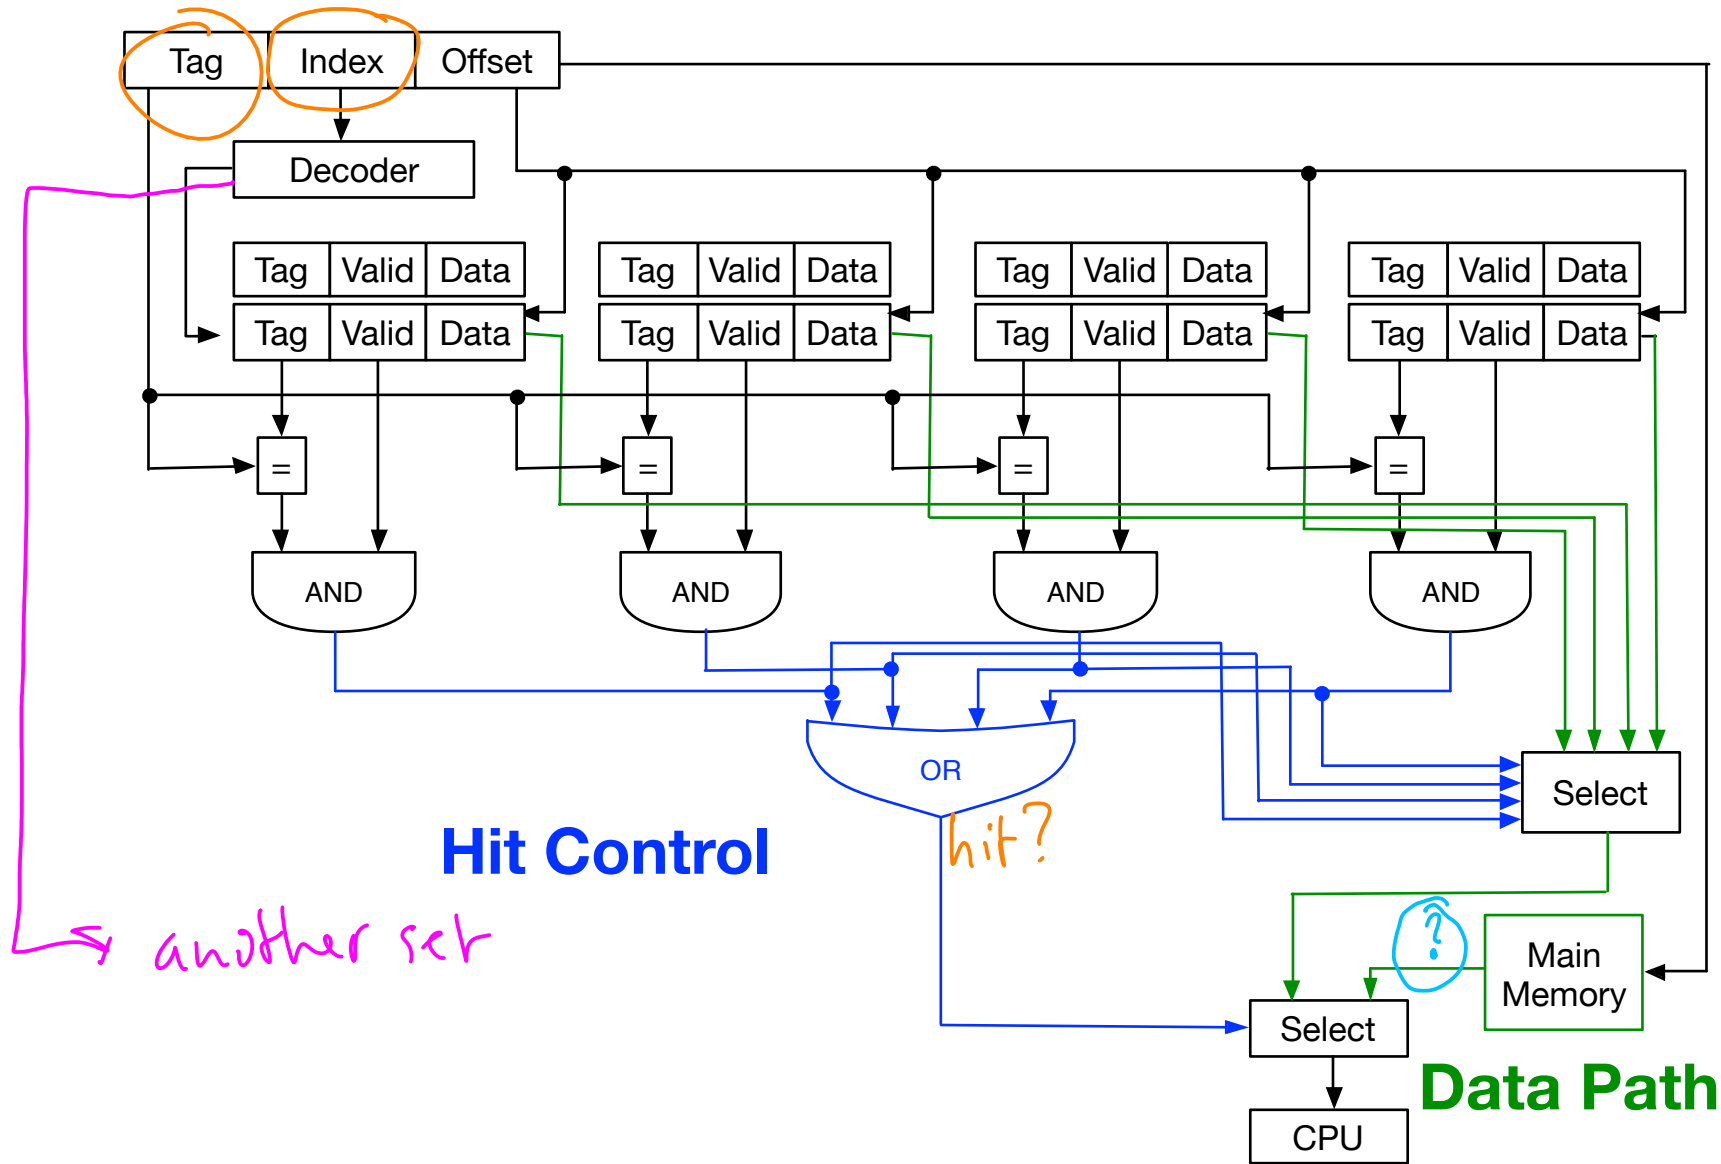 Tag Index Offset
Decoder
Tag Valid Data Tag Valid Data Tag Valid Data Tag Valid Data
Tag Valid Data Tag Valid Data Tag Valid Data Tag Valid Data
= = = =
AND AND AND AND
OR
Select
hit?
Hit Control
another set
?
Main
Memory
Select
Data Path
CPU